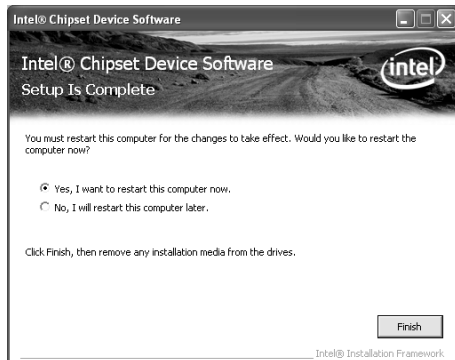 Intel® Chipset Device Software
Intel® Chipset Device Software
Setup Is Complete
intel
You must restart this computer for the changes to take effect. Would you like to restart the
computer now?
Yes, I want to restart this computer now.
No, I will restart this computer later.
Click Finish, then remove any installation media from the drives.
Finish
Intel® Installation Framework